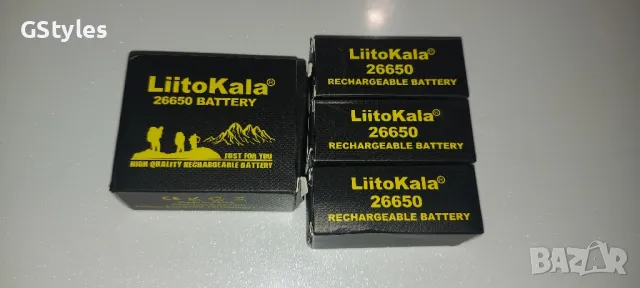 GStyles
LiitoKala®
26650 BATTERY
JUST FOR YOU
HIGH QUALITY RECHARGEABLE BATTERY
LiitoKala®
26650
RECHARGEABLE BATTERY
LiitoKala®
26650
RECHARGEABLE BATTERY
LiitoKala®
26650
RECHARGEABLE BATTERY
BAZAR